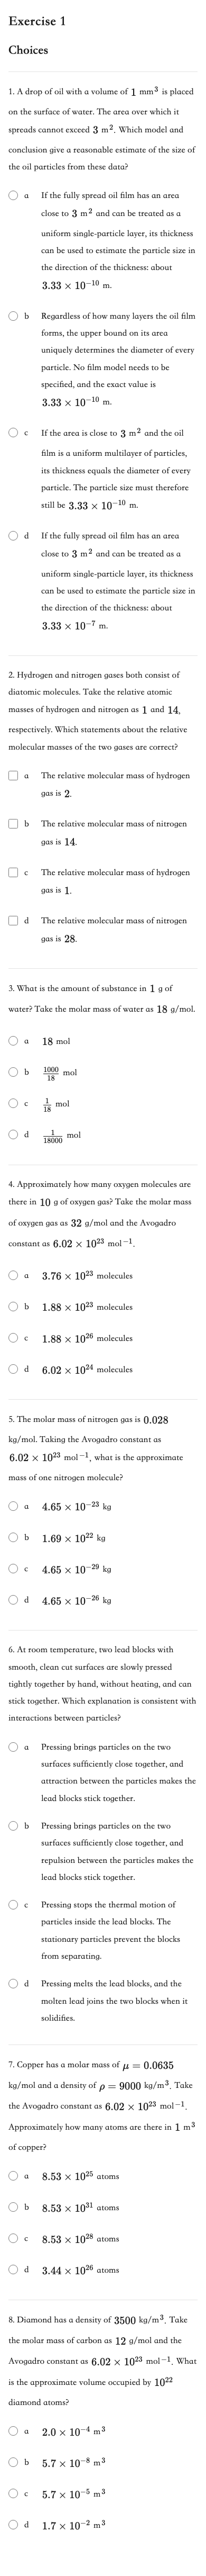 Exercise 1
Choices
1. A drop of oil with a volume of 1 mm³ is placed
on the surface of water. The area over which it
spreads cannot exceed 3 m². Which model and
conclusion give a reasonable estimate of the size of
the oil particles from these data?
a If the fully spread oil film has an area
close to 3 m² and can be treated as a
uniform single-particle layer, its thickness
can be used to estimate the particle size in
the direction of the thickness: about
3.33 × 10⁻¹⁰ m.
b Regardless of how many layers the oil film
forms, the upper bound on its area
uniquely determines the diameter of every
particle. No film model needs to be
specified, and the exact value is
3.33 × 10⁻¹⁰ m.
c If the area is close to 3 m² and the oil
film is a uniform multilayer of particles,
its thickness equals the diameter of every
particle. The particle size must therefore
still be 3.33 × 10⁻¹⁰ m.
d If the fully spread oil film has an area
close to 3 m² and can be treated as a
uniform single-particle layer, its thickness
can be used to estimate the particle size in
the direction of the thickness: about
3.33 × 10⁻⁷ m.
2. Hydrogen and nitrogen gases both consist of
diatomic molecules. Take the relative atomic
masses of hydrogen and nitrogen as 1 and 14,
respectively. Which statements about the relative
molecular masses of the two gases are correct?
a The relative molecular mass of hydrogen
gas is 2.
b The relative molecular mass of nitrogen
gas is 14.
c The relative molecular mass of hydrogen
gas is 1.
d The relative molecular mass of nitrogen
gas is 28.
3. What is the amount of substance in 1 g of
water? Take the molar mass of water as 18 g/mol.
a 18 mol
b 1000/18 mol
c 1/18 mol
d 1/18000 mol
4. Approximately how many oxygen molecules are
there in 10 g of oxygen gas? Take the molar mass
of oxygen gas as 32 g/mol and the Avogadro
constant as 6.02 × 10²³ mol⁻¹.
a 3.76 × 10²³ molecules
b 1.88 × 10²³ molecules
c 1.88 × 10²⁶ molecules
d 6.02 × 10²⁴ molecules
5. The molar mass of nitrogen gas is 0.028
kg/mol. Taking the Avogadro constant as
6.02 × 10²³ mol⁻¹, what is the approximate
mass of one nitrogen molecule?
a 4.65 × 10⁻²³ kg
b 1.69 × 10²² kg
c 4.65 × 10⁻²⁹ kg
d 4.65 × 10⁻²⁶ kg
6. At room temperature, two lead blocks with
smooth, clean cut surfaces are slowly pressed
tightly together by hand, without heating, and can
stick together. Which explanation is consistent with
interactions between particles?
a Pressing brings particles on the two
surfaces sufficiently close together, and
attraction between the particles makes the
lead blocks stick together.
b Pressing brings particles on the two
surfaces sufficiently close together, and
repulsion between the particles makes the
lead blocks stick together.
c Pressing stops the thermal motion of
particles inside the lead blocks. The
stationary particles prevent the blocks
from separating.
d Pressing melts the lead blocks, and the
molten lead joins the two blocks when it
solidifies.
7. Copper has a molar mass of μ = 0.0635
kg/mol and a density of ρ = 9000 kg/m³. Take
the Avogadro constant as 6.02 × 10²³ mol⁻¹.
Approximately how many atoms are there in 1 m³
of copper?
a 8.53 × 10²⁵ atoms
b 8.53 × 10³¹ atoms
c 8.53 × 10²⁸ atoms
d 3.44 × 10²⁶ atoms
8. Diamond has a density of 3500 kg/m³. Take
the molar mass of carbon as 12 g/mol and the
Avogadro constant as 6.02 × 10²³ mol⁻¹. What
is the approximate volume occupied by 10²²
diamond atoms?
a 2.0 × 10⁻⁴ m³
b 5.7 × 10⁻⁸ m³
c 5.7 × 10⁻⁵ m³
d 1.7 × 10⁻² m³